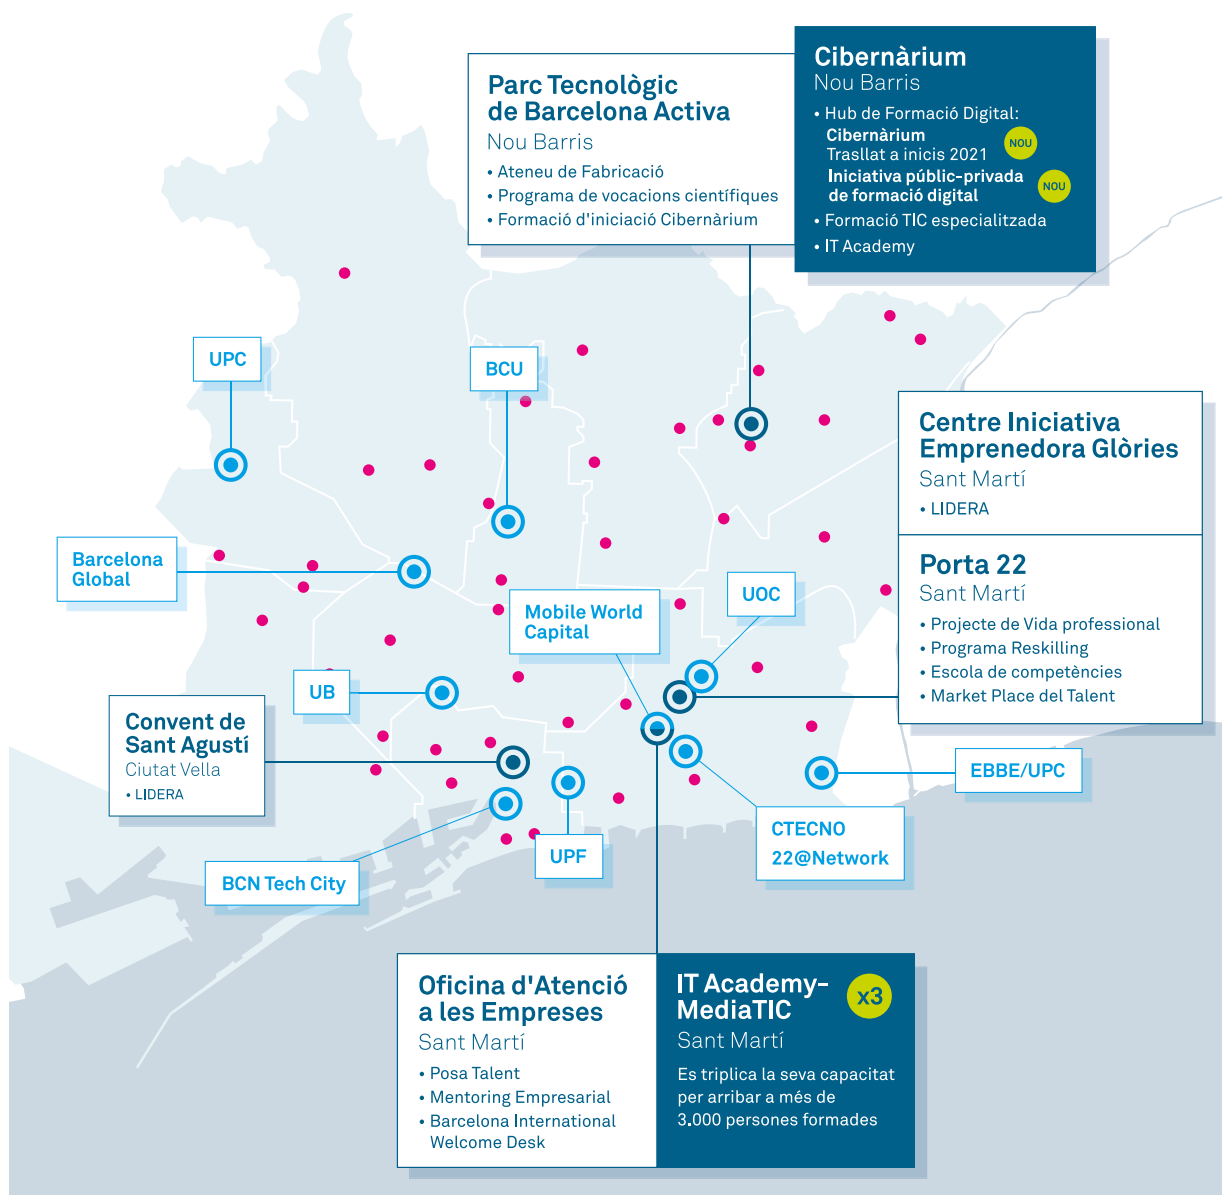 Parc Tecnològic
de Barcelona Activa
Nou Barris
• Ateneu de Fabricació
• Programa de vocacions científiques
• Formació d'iniciació Cibernàrium
Cibernàrium
Nou Barris
• Hub de Formació Digital:
Cibernàrium
Trasllat a inicis 2021
NOU
Iniciativa públic-privada
de formació digital
NOU
• Formació TIC especialitzada
• IT Academy
UPC
BCU
Centre Iniciativa
Emprenedora Glòries
Sant Martí
• LIDERA
Porta 22
Sant Martí
• Projecte de Vida professional
• Programa Reskilling
• Escola de competències
• Market Place del Talent
Barcelona
Global
Mobile World
Capital
UOC
UB
Convent de
Sant Agustí
Ciutat Vella
• LIDERA
EBBE/UPC
CTECNO
22@Network
UPF
BCN Tech City
Oficina d'Atenció
a les Empreses
Sant Martí
• Posa Talent
• Mentoring Empresarial
• Barcelona International
Welcome Desk
IT Academy-
MediaTIC
x3
Sant Martí
Es triplica la seva capacitat
per arribar a més de
3.000 persones formades